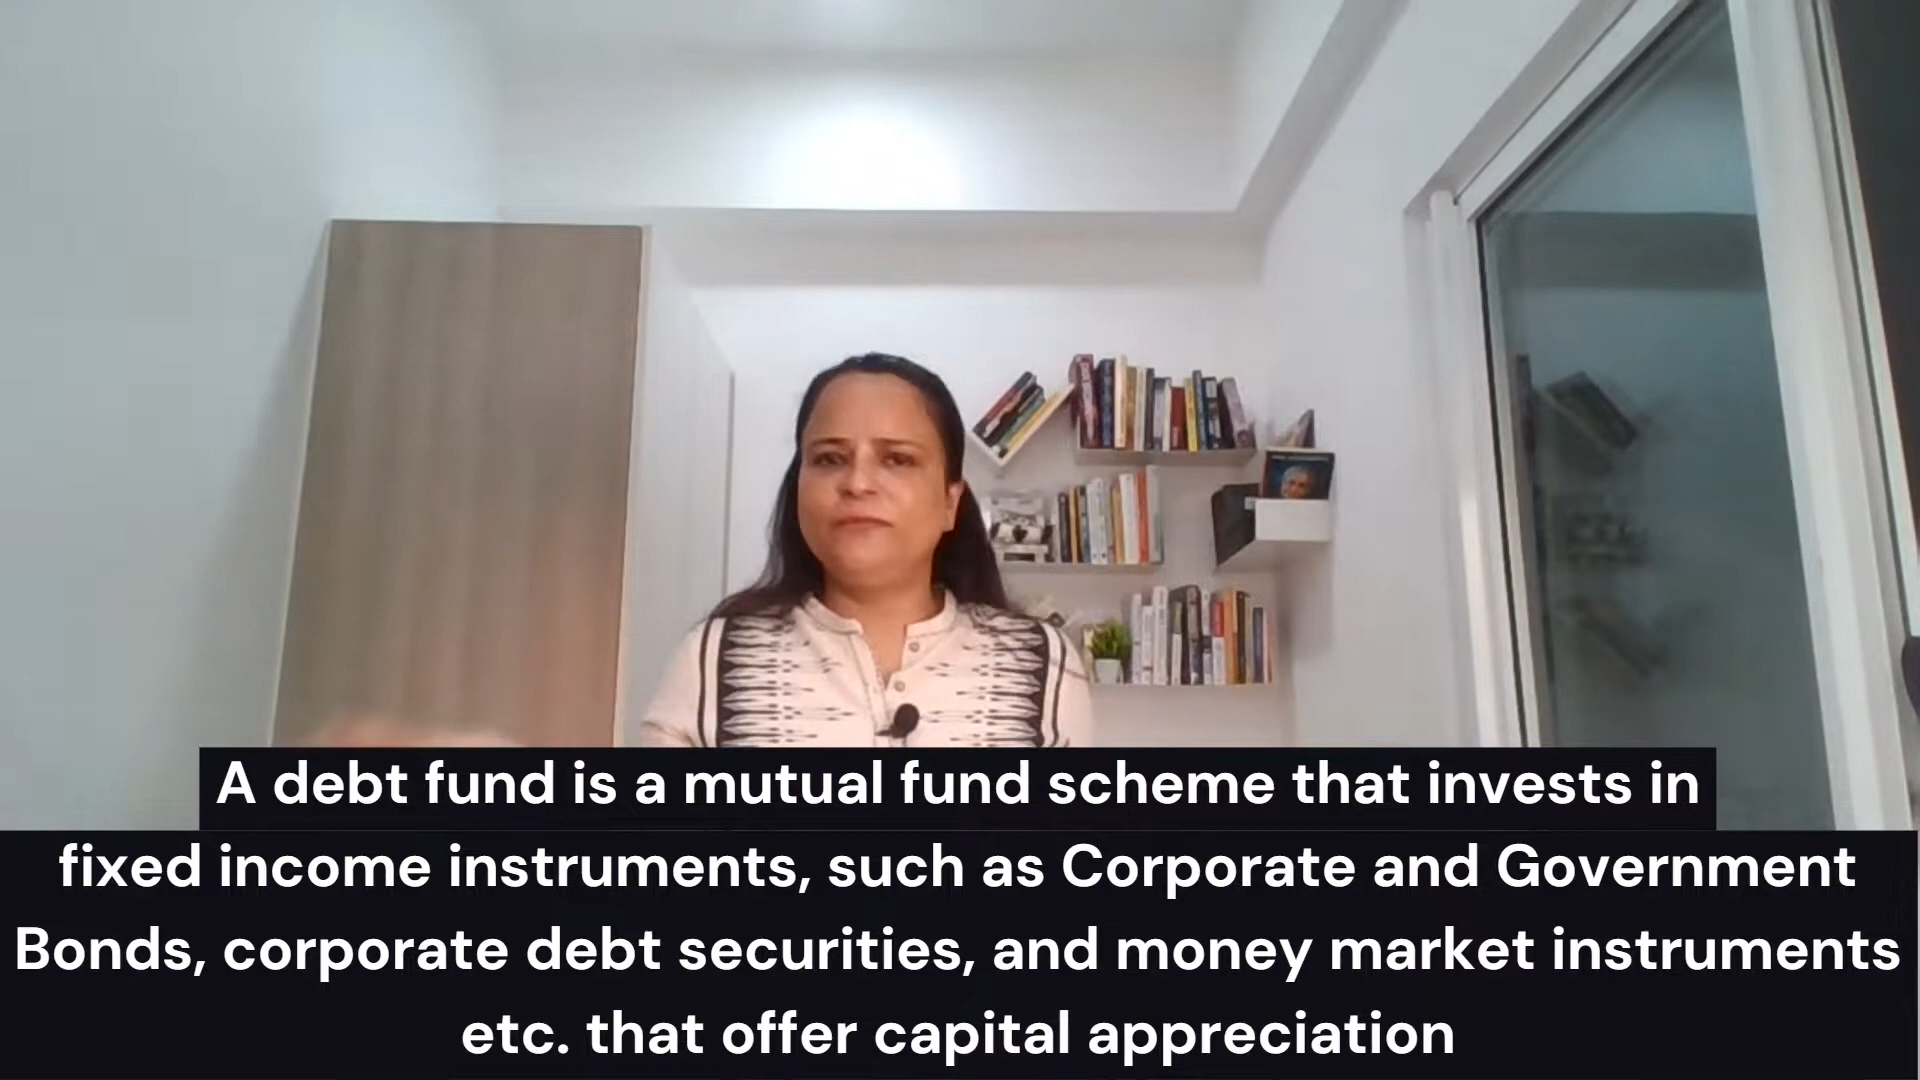 A debt fund is a mutual fund scheme that invests in
fixed income instruments, such as Corporate and Government
Bonds, corporate debt securities, and money market instruments
etc. that offer capital appreciation